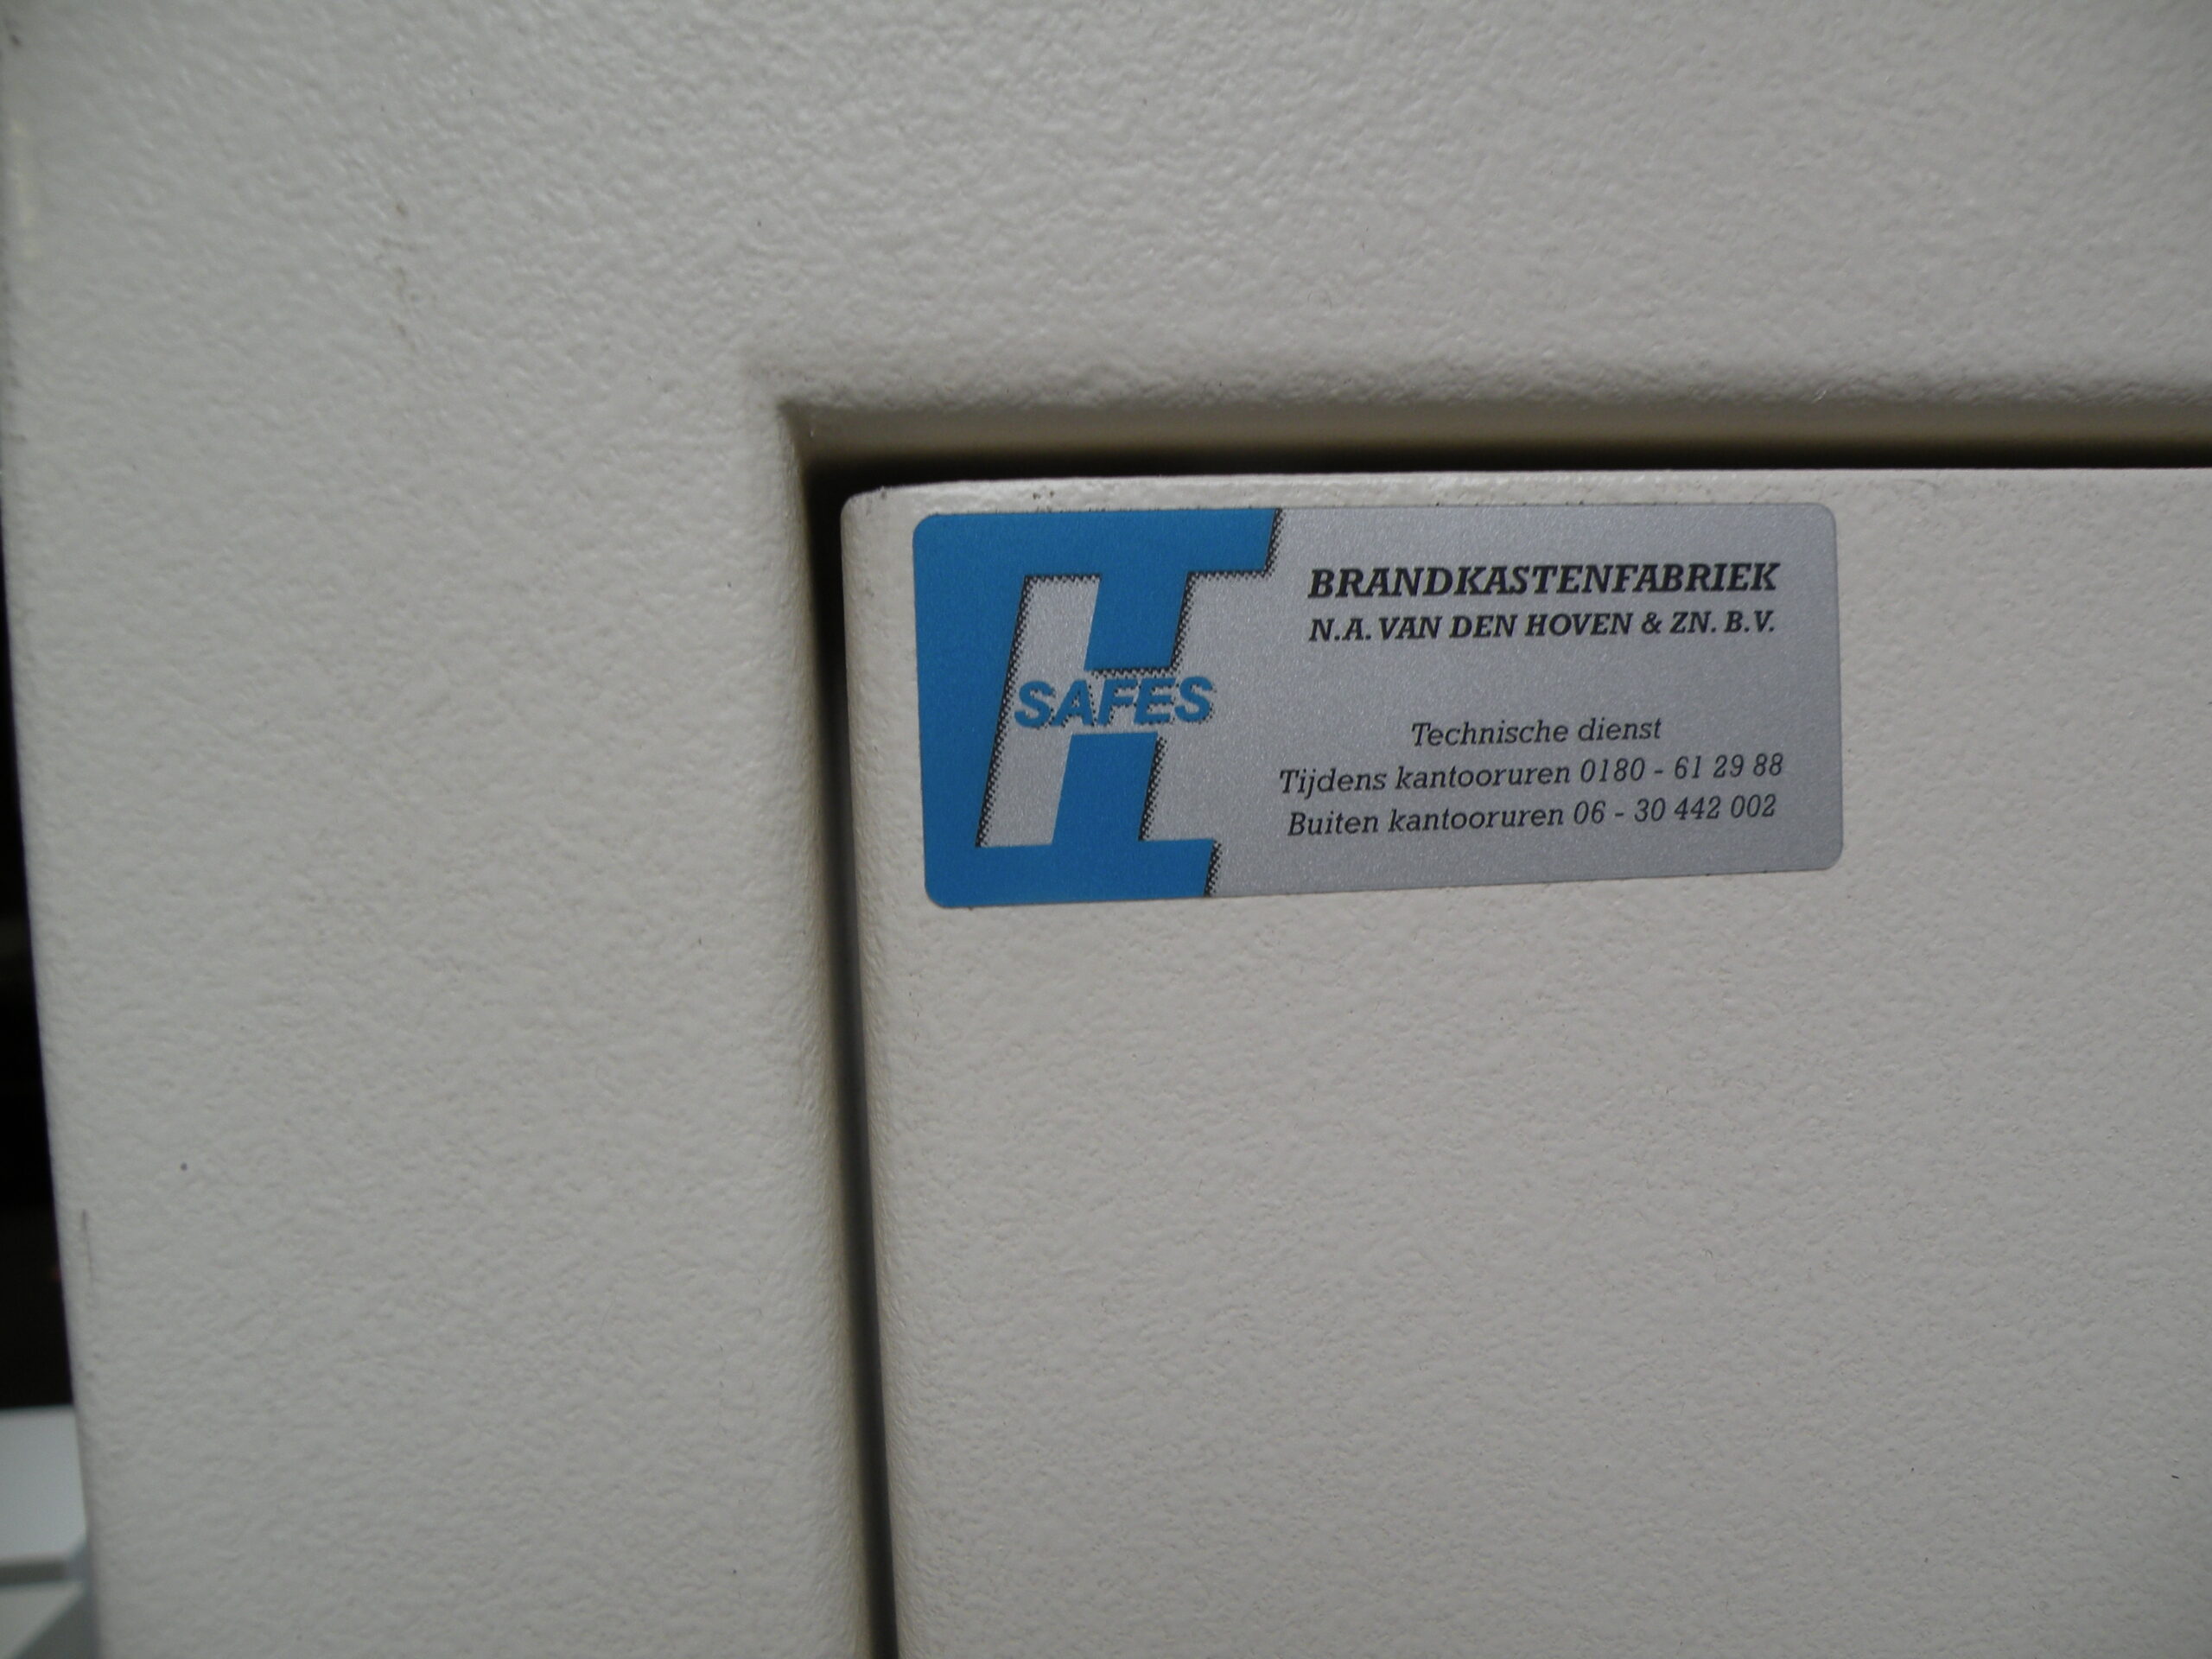 SAFES
BRANDKASTENFABRIEK
N.A. VAN DEN HOVEN & ZN. B.V.
Technische dienst
Tijdens kantooruren 0180 - 61 29 88
Buiten kantooruren 06 - 30 442 002